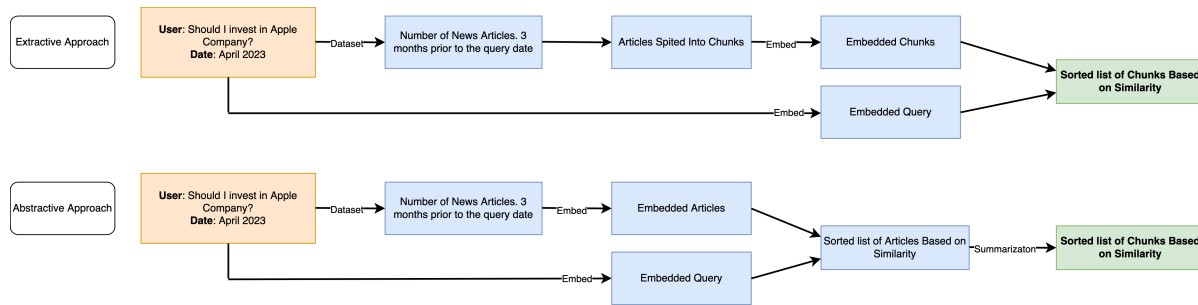 Extractive Approach
User: Should I invest in Apple
Company?
Date: April 2023
Dataset
Number of News Articles. 3
months prior to the query date
Articles Spited Into Chunks
Embed
Embedded Chunks
Embed
Embedded Query
Sorted list of Chunks Based
on Similarity
Abstractive Approach
User: Should I invest in Apple
Company?
Date: April 2023
Dataset
Number of News Articles. 3
months prior to the query date
Embed
Embedded Articles
Embed
Embedded Query
Sorted list of Articles Based on
Similarity
Summarizaton
Sorted list of Chunks Based
on Similarity